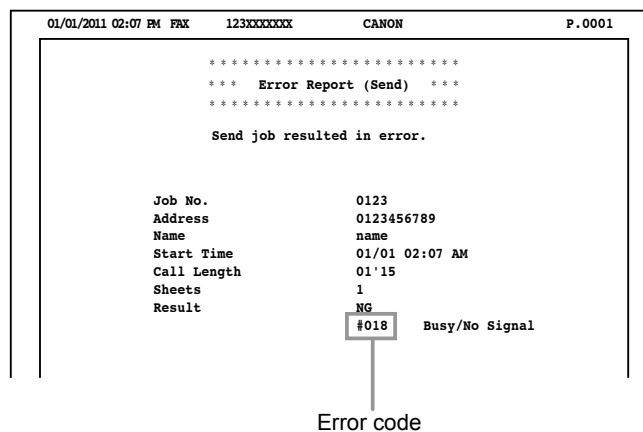 01/01/2011 02:07 PM FAX 123XXXXXXX CANON P.0001
* * * * * * * * * * * * * * * * * * * * * * *
* * * Error Report (Send) * * *
* * * * * * * * * * * * * * * * * * * * * * *
Send job resulted in error.
Job No. 0123
Address 0123456789
Name name
Start Time 01/01 02:07 AM
Call Length 01'15
Sheets 1
Result NG
#018 Busy/No Signal
Error code